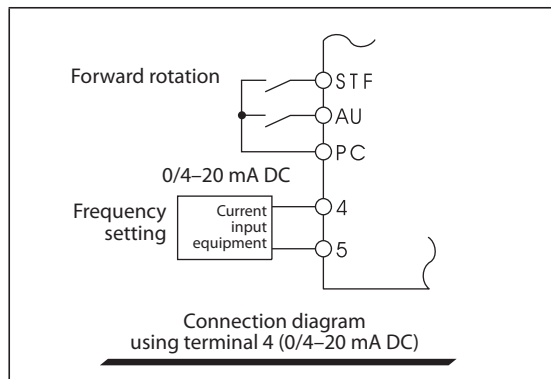 Forward rotation
STF
AU
PC
0/4–20 mA DC
Frequency
setting
Current
input
equipment
4
5
Connection diagram
using terminal 4 (0/4–20 mA DC)